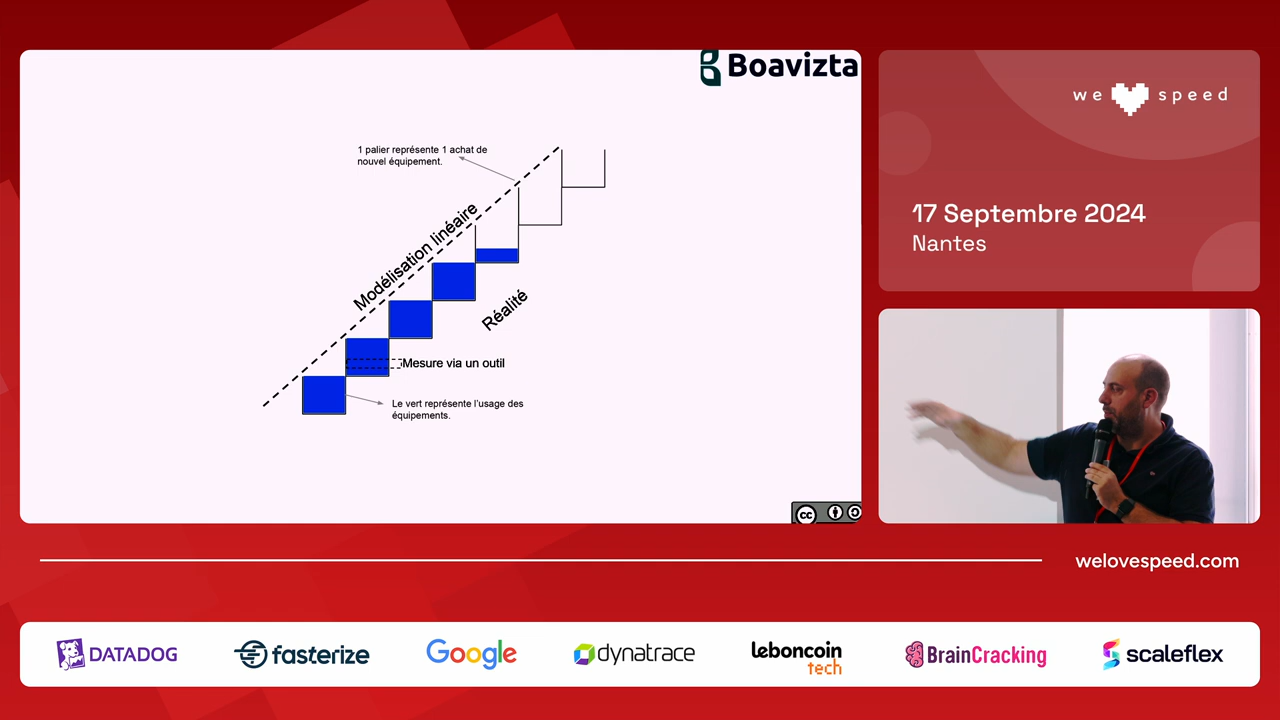 Boavizta
1 palier représente 1 achat de
nouvel équipement.
Modélisation linéaire
Réalité
Mesure via un outil
Le vert représente l'usage des
équipements.
cc
we speed
17 Septembre 2024
Nantes
welovespeed.com
DATADOG
fasterize
Google
dynatrace
leboncoin
tech
BrainCracking
scaleflex